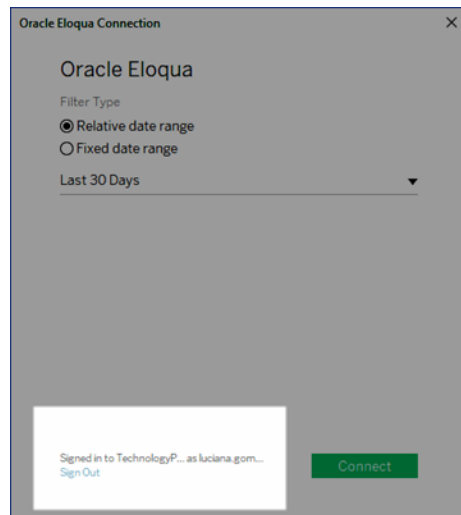 Oracle Eloqua Connection
Oracle Eloqua
Filter Type
Relative date range
Fixed date range
Last 30 Days
Signed in to TechnologyP... as luciana.gom...
Sign Out
Connect